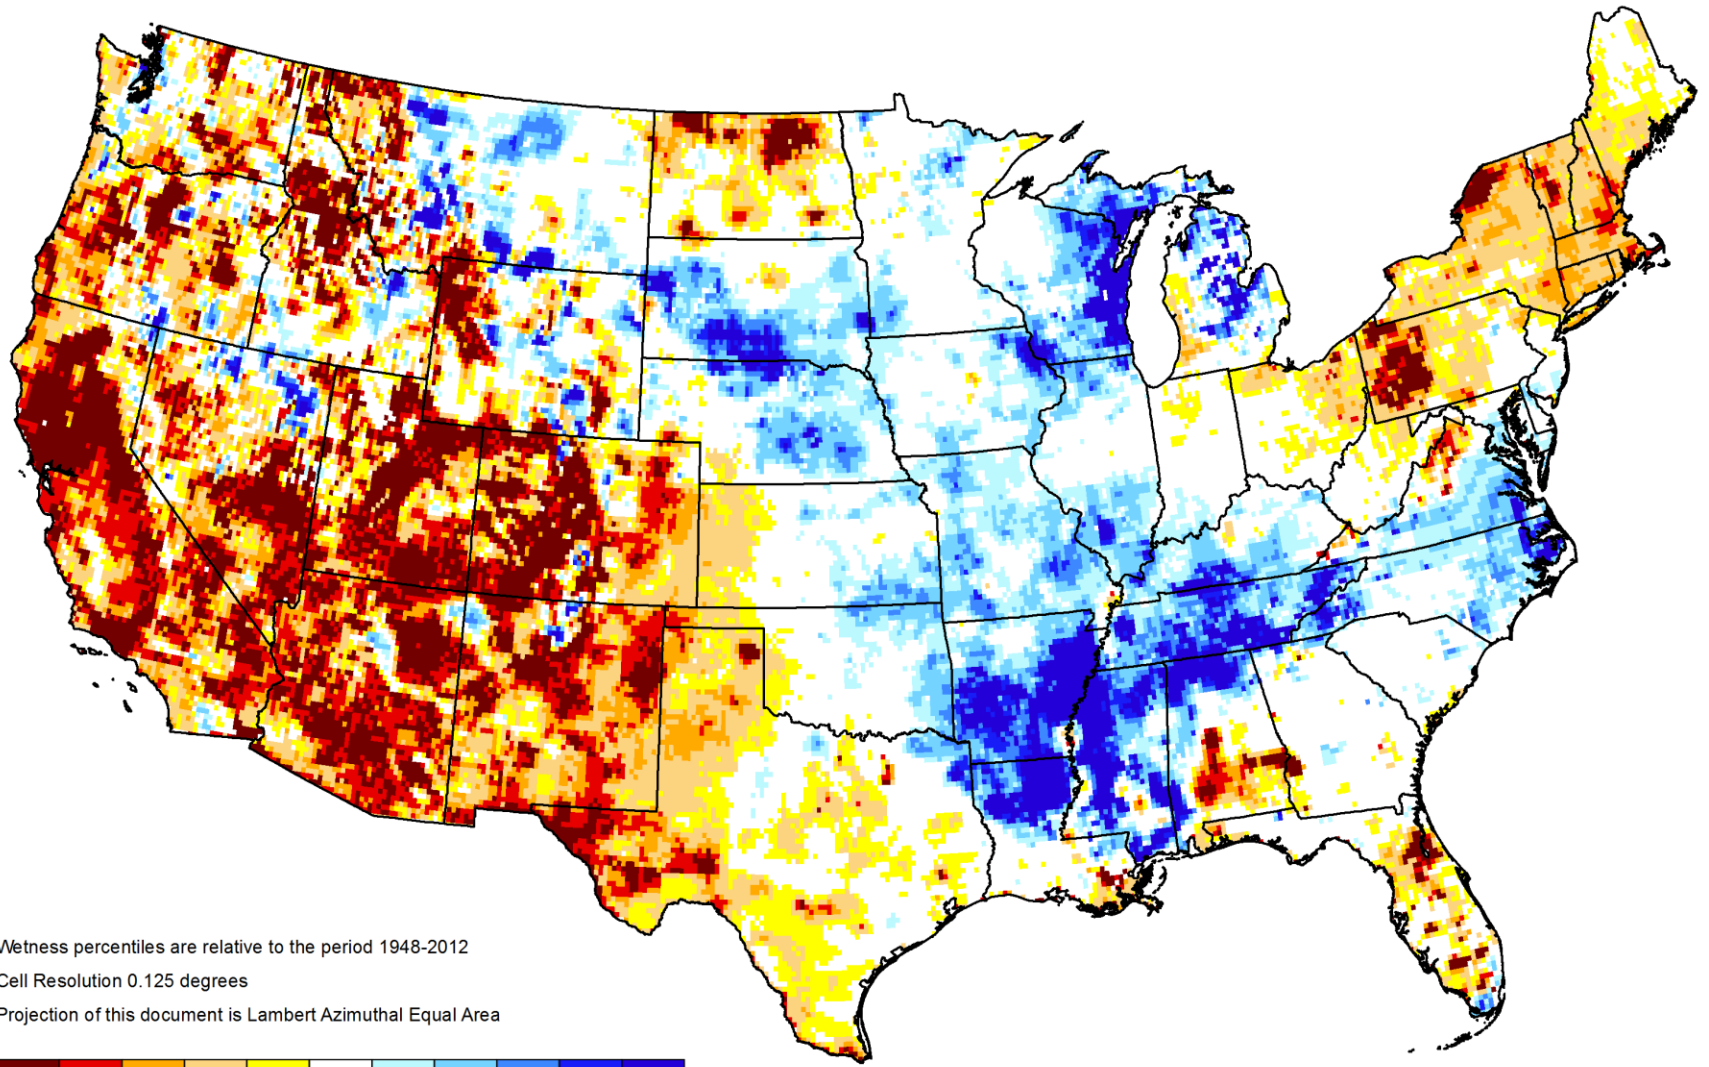 Wetness percentiles are relative to the period 1948-2012
Cell Resolution 0.125 degrees
Projection of this document is Lambert Azimuthal Equal Area